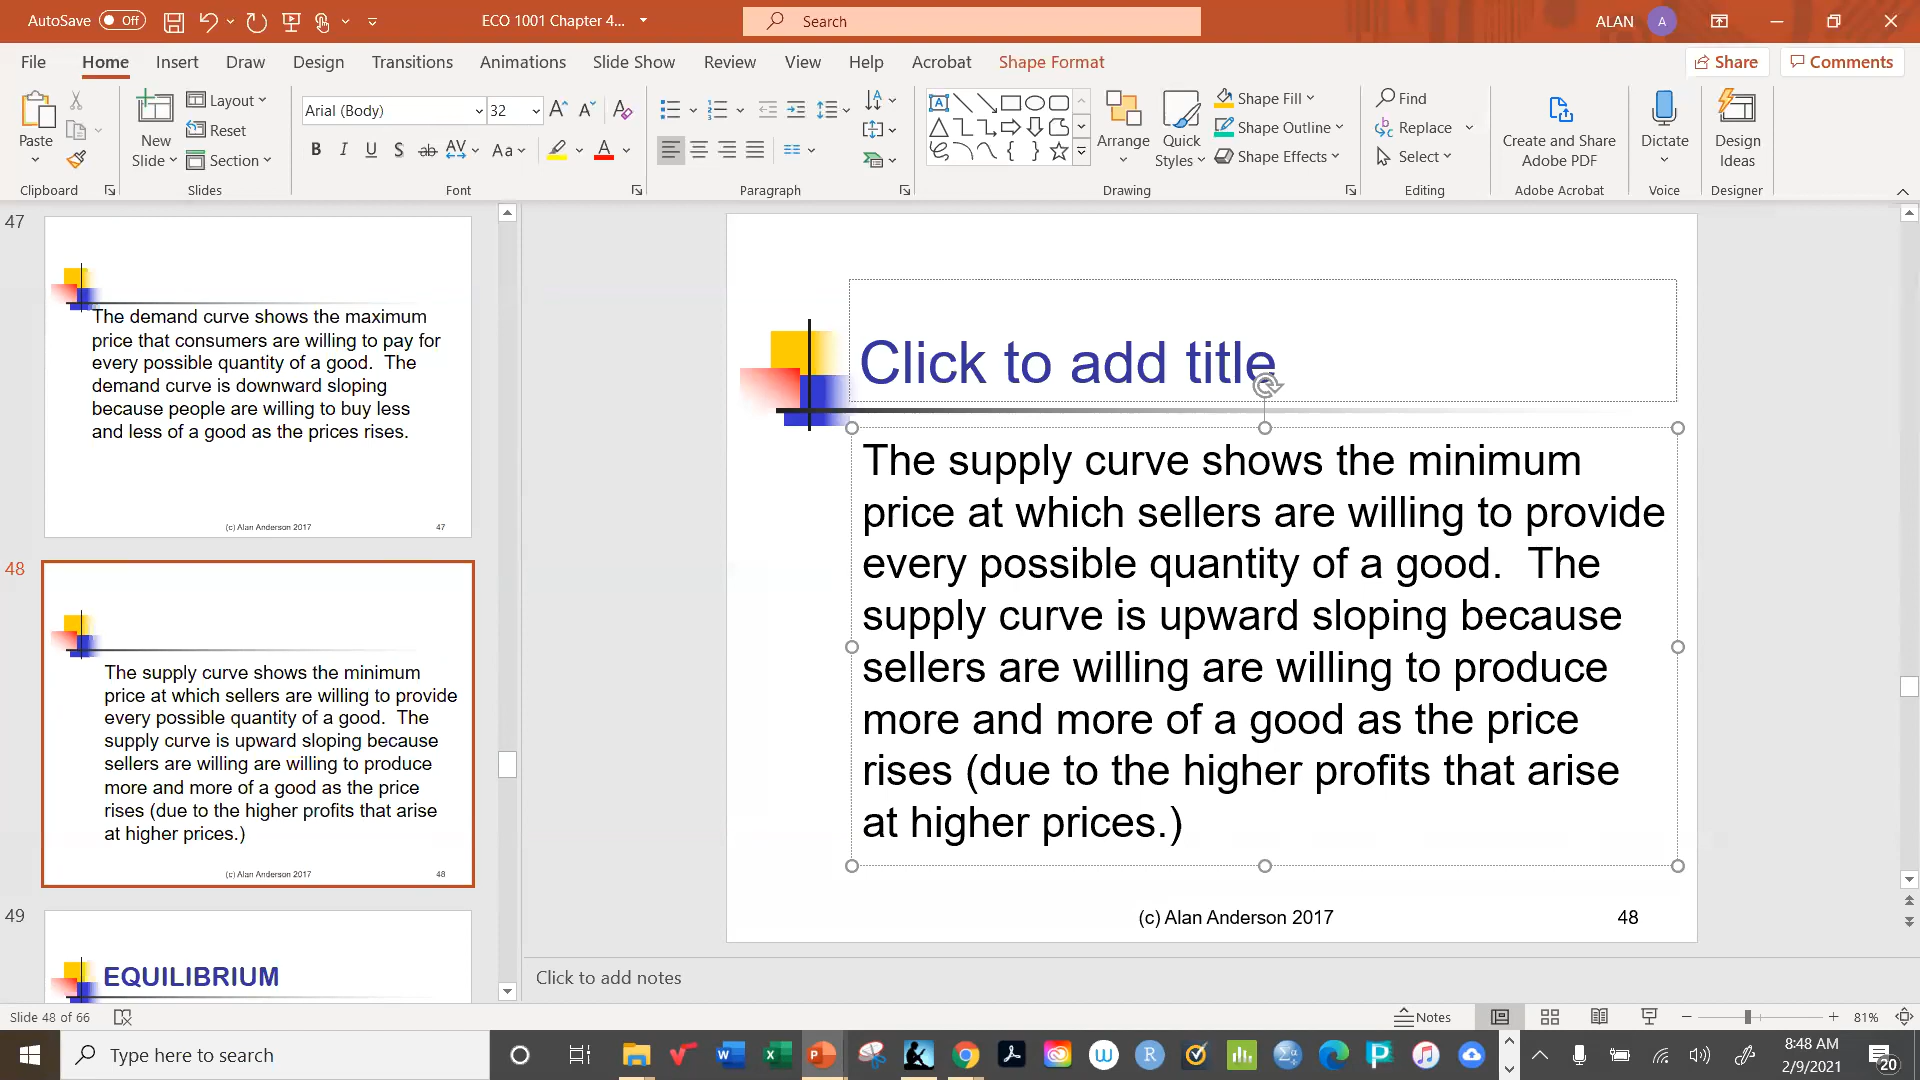 AutoSave Off
ECO 1001 Chapter 4...
Search
ALAN A
File Home Insert Draw Design Transitions Animations Slide Show Review View Help Acrobat Shape Format
Share Comments
Paste
New Slide
Layout
Reset
Section
Arial (Body) 32
B I U S ab AV Aa A
Arrange
Quick Styles
Shape Fill
Shape Outline
Shape Effects
Find
Replace
Select
Create and Share Adobe PDF
Dictate
Design Ideas
Clipboard Slides Font Paragraph Drawing Editing Adobe Acrobat Voice Designer
47
The demand curve shows the maximum
price that consumers are willing to pay for
every possible quantity of a good. The
demand curve is downward sloping
because people are willing to buy less
and less of a good as the prices rises.
(c) Alan Anderson 2017 47
48
The supply curve shows the minimum
price at which sellers are willing to provide
every possible quantity of a good. The
supply curve is upward sloping because
sellers are willing are willing to produce
more and more of a good as the price
rises (due to the higher profits that arise
at higher prices.)
(c) Alan Anderson 2017 48
49
EQUILIBRIUM
Click to add title
The supply curve shows the minimum
price at which sellers are willing to provide
every possible quantity of a good. The
supply curve is upward sloping because
sellers are willing are willing to produce
more and more of a good as the price
rises (due to the higher profits that arise
at higher prices.)
(c) Alan Anderson 2017 48
Click to add notes
Slide 48 of 66
Notes
81%
Type here to search
8:48 AM
2/9/2021
20